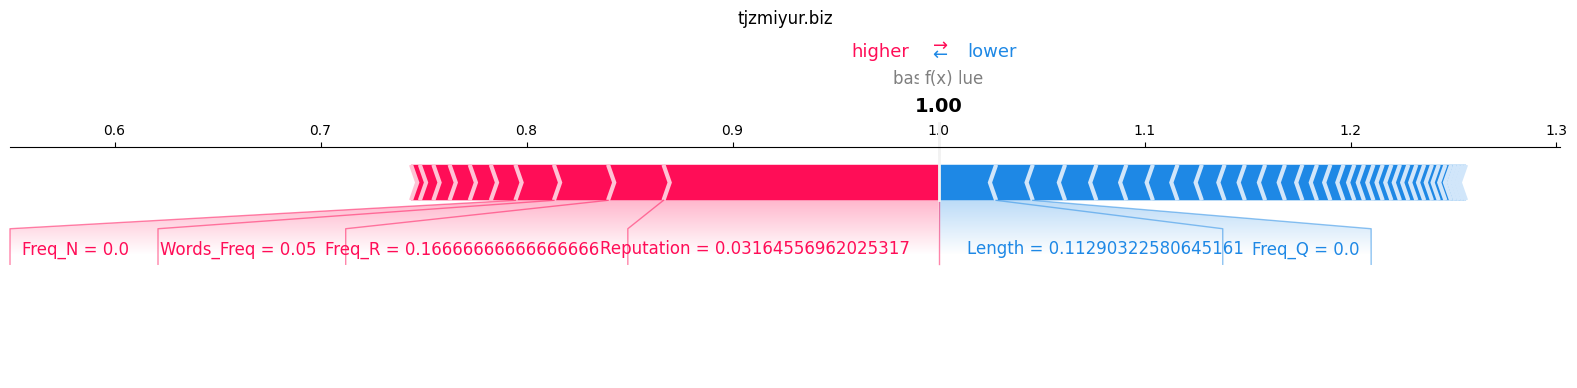 tjzmiyur.biz
higher ⇄ lower
bas f(x) lue
1.00
0.6 0.7 0.8 0.9 1.0 1.1 1.2 1.3
Freq_N = 0.0 Words_Freq = 0.05 Freq_R = 0.16666666666666666 Reputation = 0.03164556962025317 Length = 0.11290322580645161 Freq_Q = 0.0